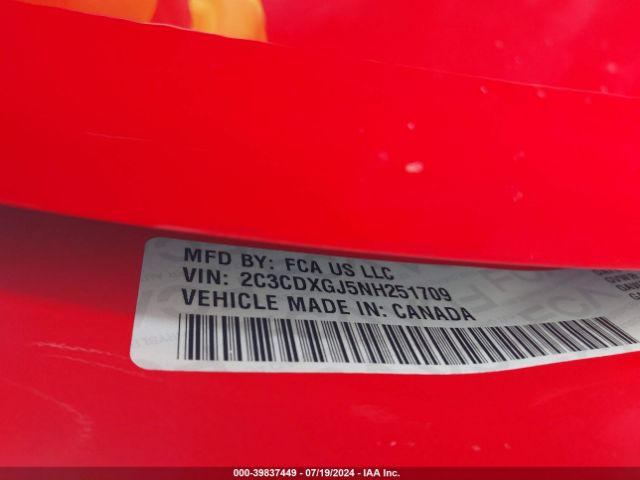 MFD BY: FCA US LLC
VIN: 2C3CDXGJ5NH251709
VEHICLE MADE IN: CANADA
000-39837449 - 07/19/2024 - IAA Inc.